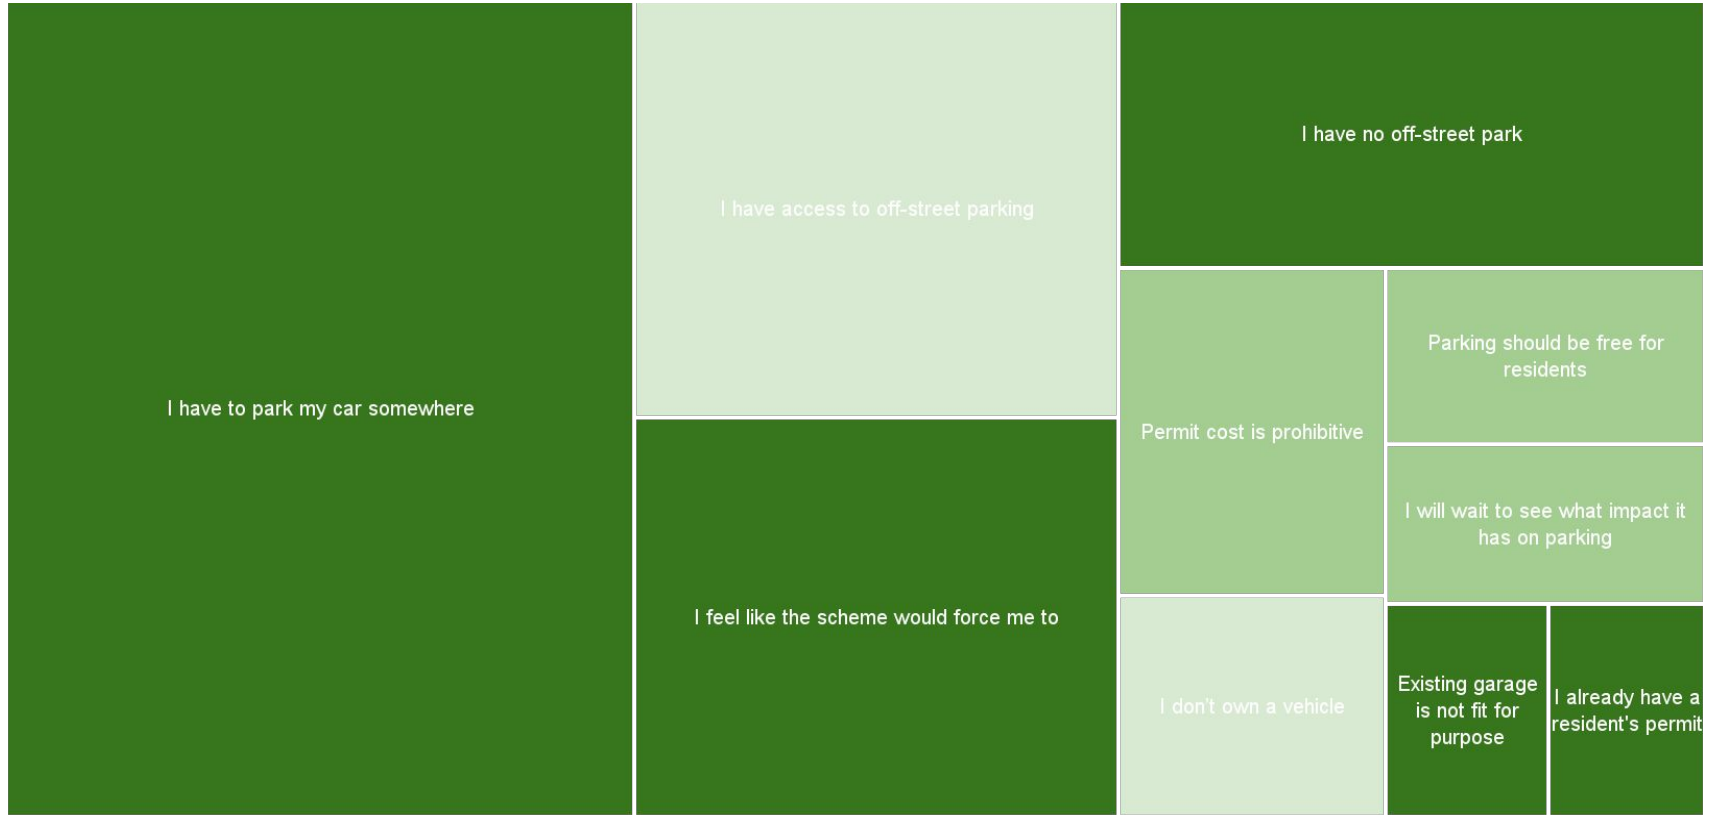 I have to park my car somewhere
I have access to off-street parking
I feel like the scheme would force me to
I have no off-street park
Permit cost is prohibitive
Parking should be free for
residents
I will wait to see what impact it
has on parking
I don't own a vehicle
Existing garage
is not fit for
purpose
I already have a
resident's permit